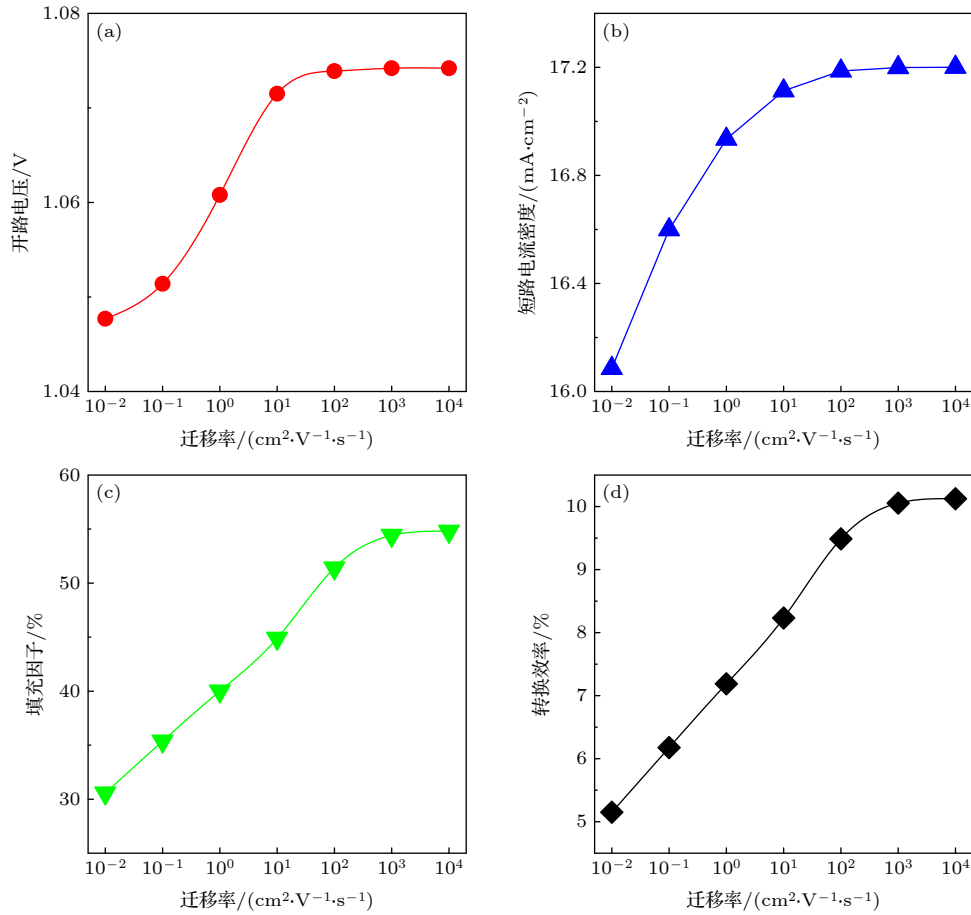 (a)
1.08
1.06
1.04
开路电压/V
10⁻² 10⁻¹ 10⁰ 10¹ 10² 10³ 10⁴
迁移率/(cm²·V⁻¹·s⁻¹)
(b)
17.2
16.8
16.4
16.0
短路电流密度/(mA·cm⁻²)
10⁻² 10⁻¹ 10⁰ 10¹ 10² 10³ 10⁴
迁移率/(cm²·V⁻¹·s⁻¹)
(c)
60
50
40
30
填充因子/%
10⁻² 10⁻¹ 10⁰ 10¹ 10² 10³ 10⁴
迁移率/(cm²·V⁻¹·s⁻¹)
(d)
10
9
8
7
6
5
转换效率/%
10⁻² 10⁻¹ 10⁰ 10¹ 10² 10³ 10⁴
迁移率/(cm²·V⁻¹·s⁻¹)